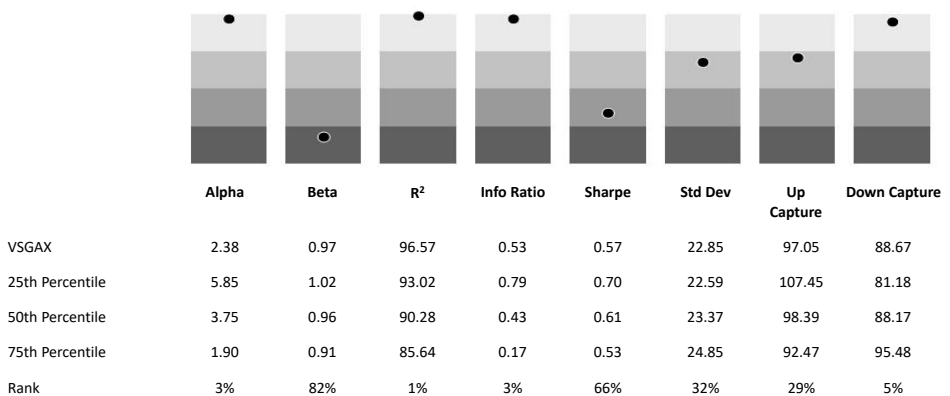 Alpha Beta R² Info Ratio Sharpe Std Dev Up Capture Down Capture
VSGAX 2.38 0.97 96.57 0.53 0.57 22.85 97.05 88.67
25th Percentile 5.85 1.02 93.02 0.79 0.70 22.59 107.45 81.18
50th Percentile 3.75 0.96 90.28 0.43 0.61 23.37 98.39 88.17
75th Percentile 1.90 0.91 85.64 0.17 0.53 24.85 92.47 95.48
Rank 3% 82% 1% 3% 66% 32% 29% 5%